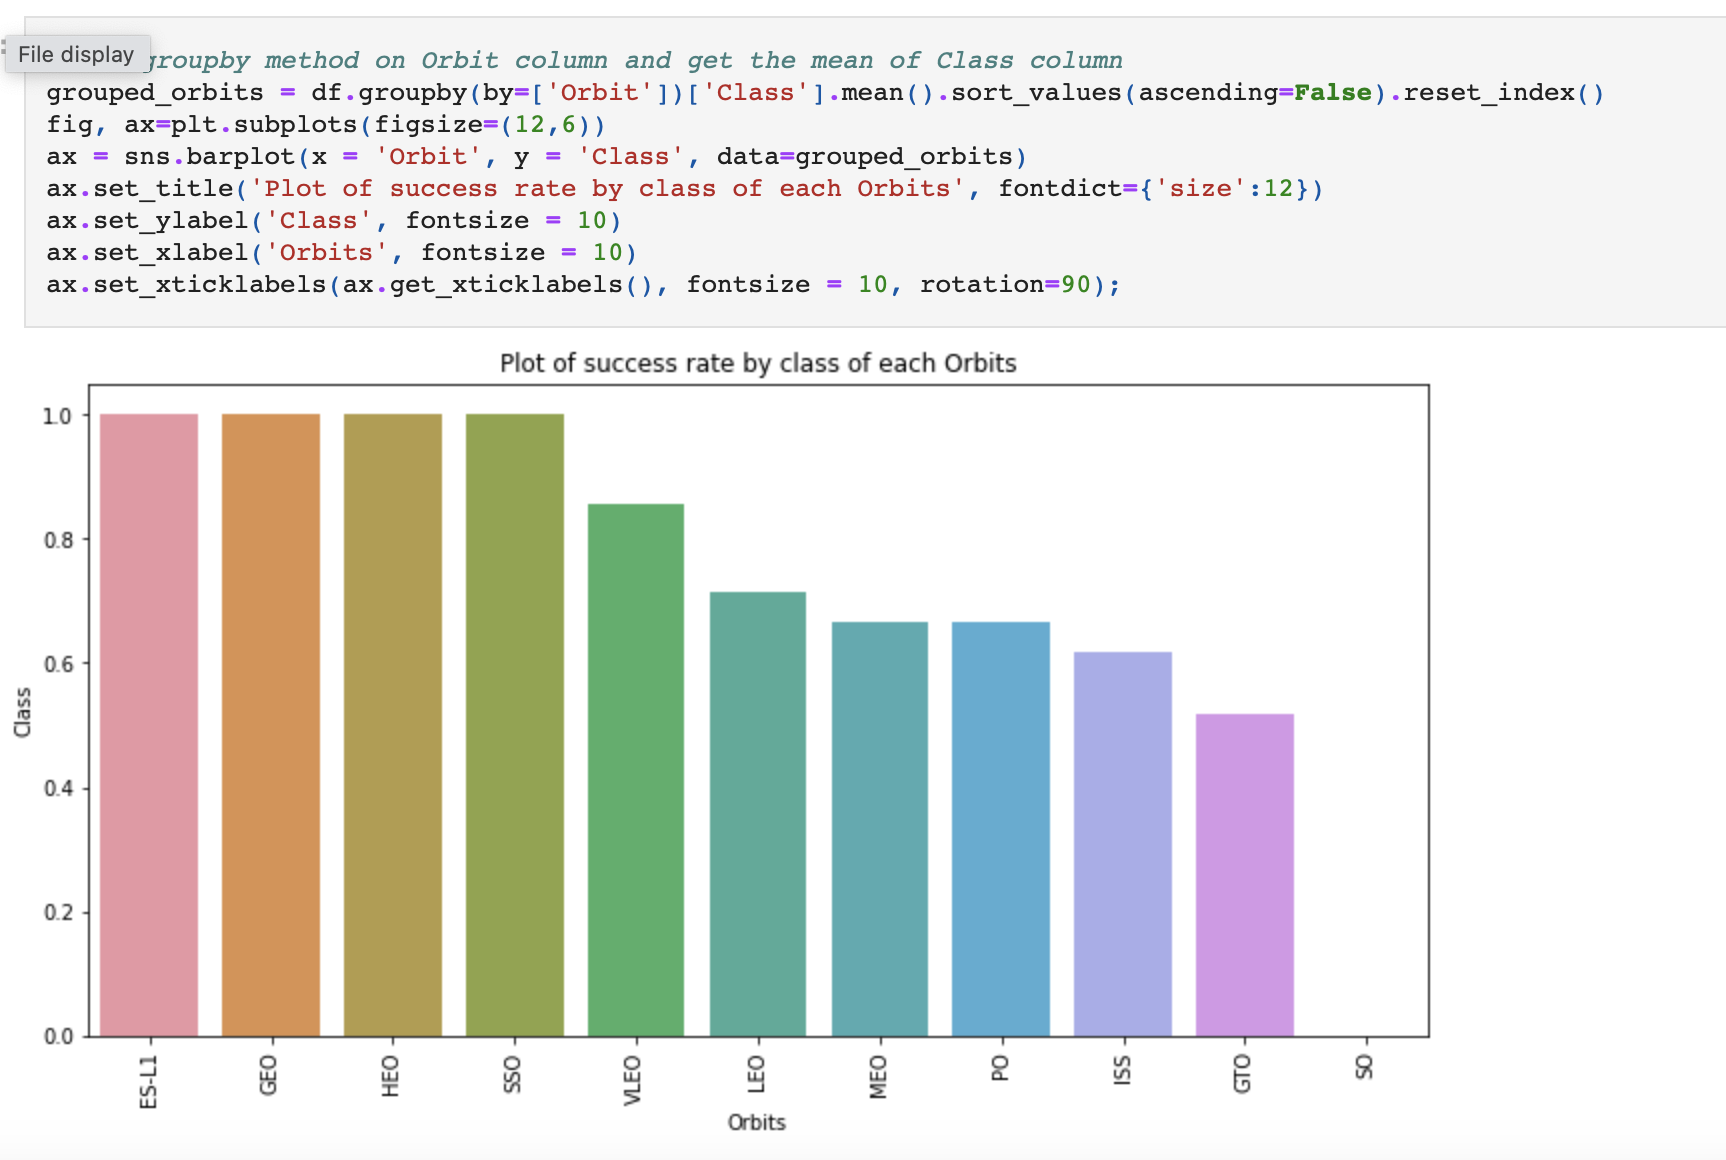 File display
groupby method on Orbit column and get the mean of Class column
grouped_orbits = df.groupby(by=['Orbit'])['Class'].mean().sort_values(ascending=False).reset_index()
fig, ax=plt.subplots(figsize=(12,6))
ax = sns.barplot(x = 'Orbit', y = 'Class', data=grouped_orbits)
ax.set_title('Plot of success rate by class of each Orbits', fontdict={'size':12})
ax.set_ylabel('Class', fontsize = 10)
ax.set_xlabel('Orbits', fontsize = 10)
ax.set_xticklabels(ax.get_xticklabels(), fontsize = 10, rotation=90);
Plot of success rate by class of each Orbits
1.0
0.8
0.6
0.4
0.2
0.0
Class
ES-L1
GEO
HEO
SSO
VLEO
LEO
MEO
PO
ISS
GTO
SO
Orbits